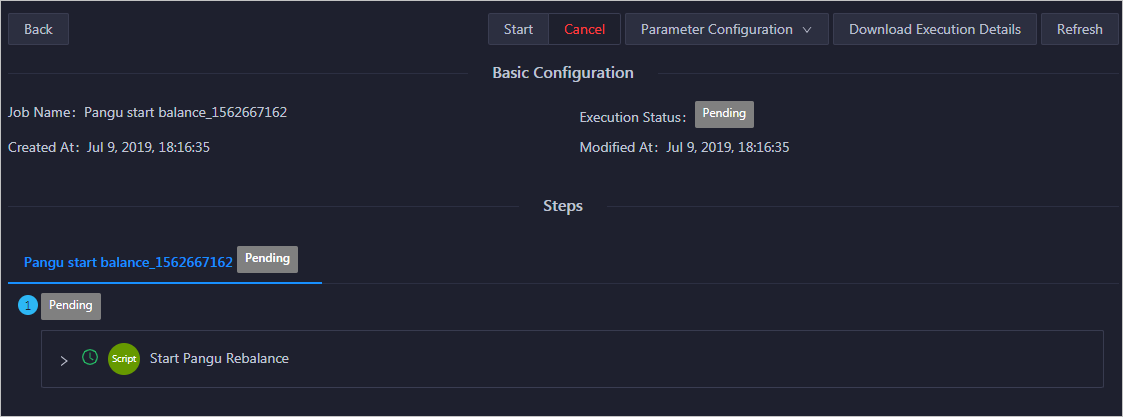 Back Start Cancel Parameter Configuration Download Execution Details Refresh
Basic Configuration
Job Name: Pangu start balance_1562667162 Execution Status: Pending
Created At: Jul 9, 2019, 18:16:35 Modified At: Jul 9, 2019, 18:16:35
Steps
Pangu start balance_1562667162 Pending
1 Pending
Script Start Pangu Rebalance